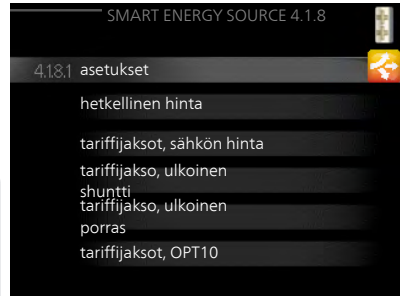 SMART ENERGY SOURCE 4.1.8
4.1.8.1 asetukset
hetkellinen hinta
tariffijaksot, sähkön hinta
tariffijakso, ulkoinen
shuntti
tariffijakso, ulkoinen
porras
tariffijaksot, OPT10